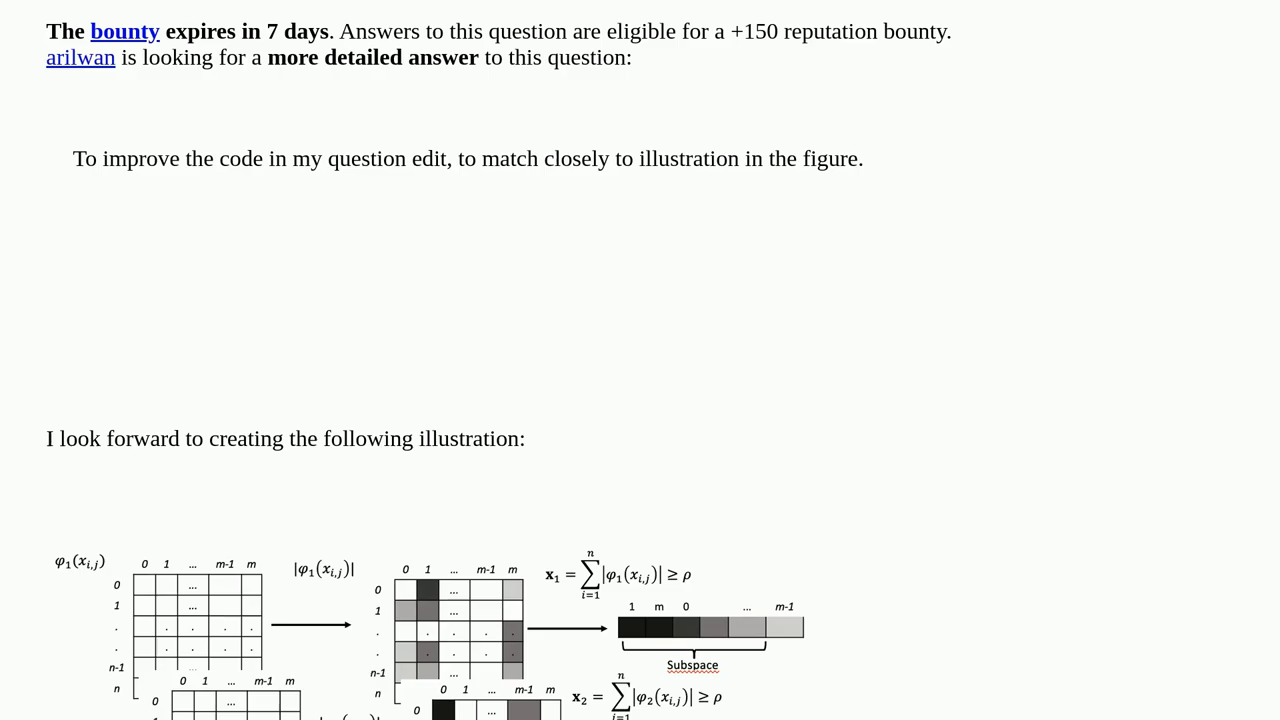 The bounty expires in 7 days. Answers to this question are eligible for a +150 reputation bounty.
arilwan is looking for a more detailed answer to this question:
To improve the code in my question edit, to match closely to illustration in the figure.
I look forward to creating the following illustration:
φ₁(xᵢ,ⱼ)
0 1 ... m-1 m
0 ...
1 ...
. . . . .
. . . . .
n-1 ...
n
|φ₁(xᵢ,ⱼ)|
0 1 ... m-1 m
0 ...
1 ...
. . . . .
. . . . .
n-1 ...
n
x₁ = ∑ⁿᵢ₌₁ |φ₁(xᵢ,ⱼ)| ≥ ρ
1 m 0 ... m-1
Subspace
0 1 ... m-1 m
0 ...
0 1 ... m-1 m
0 ...
x₂ = ∑ⁿᵢ₌₁ |φ₂(xᵢ,ⱼ)| ≥ ρ